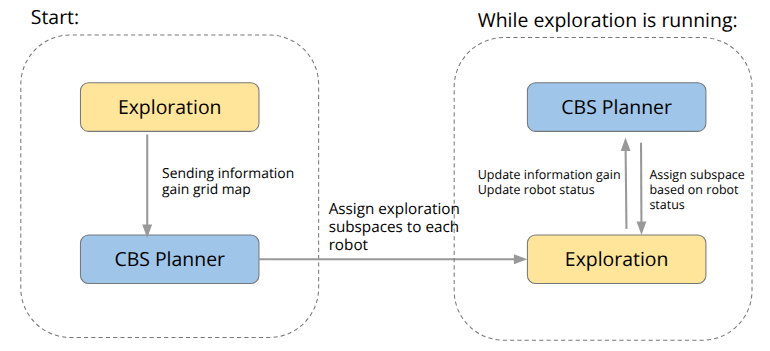 Start:
Exploration
Sending information
gain grid map
CBS Planner
Assign exploration
subspaces to each
robot
While exploration is running:
CBS Planner
Update information gain
Update robot status
Assign subspace
based on robot
status
Exploration